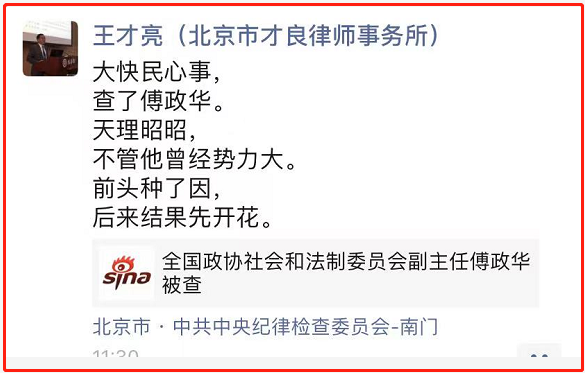 王才亮（北京市才良律师事务所）
大快民心事，
查了傅政华。
天理昭昭，
不管他曾经势力大。
前头种了因，
后来结果先开花。
sina
全国政协社会和法制委员会副主任傅政华
被查
北京市·中共中央纪律检查委员会-南门
11:30